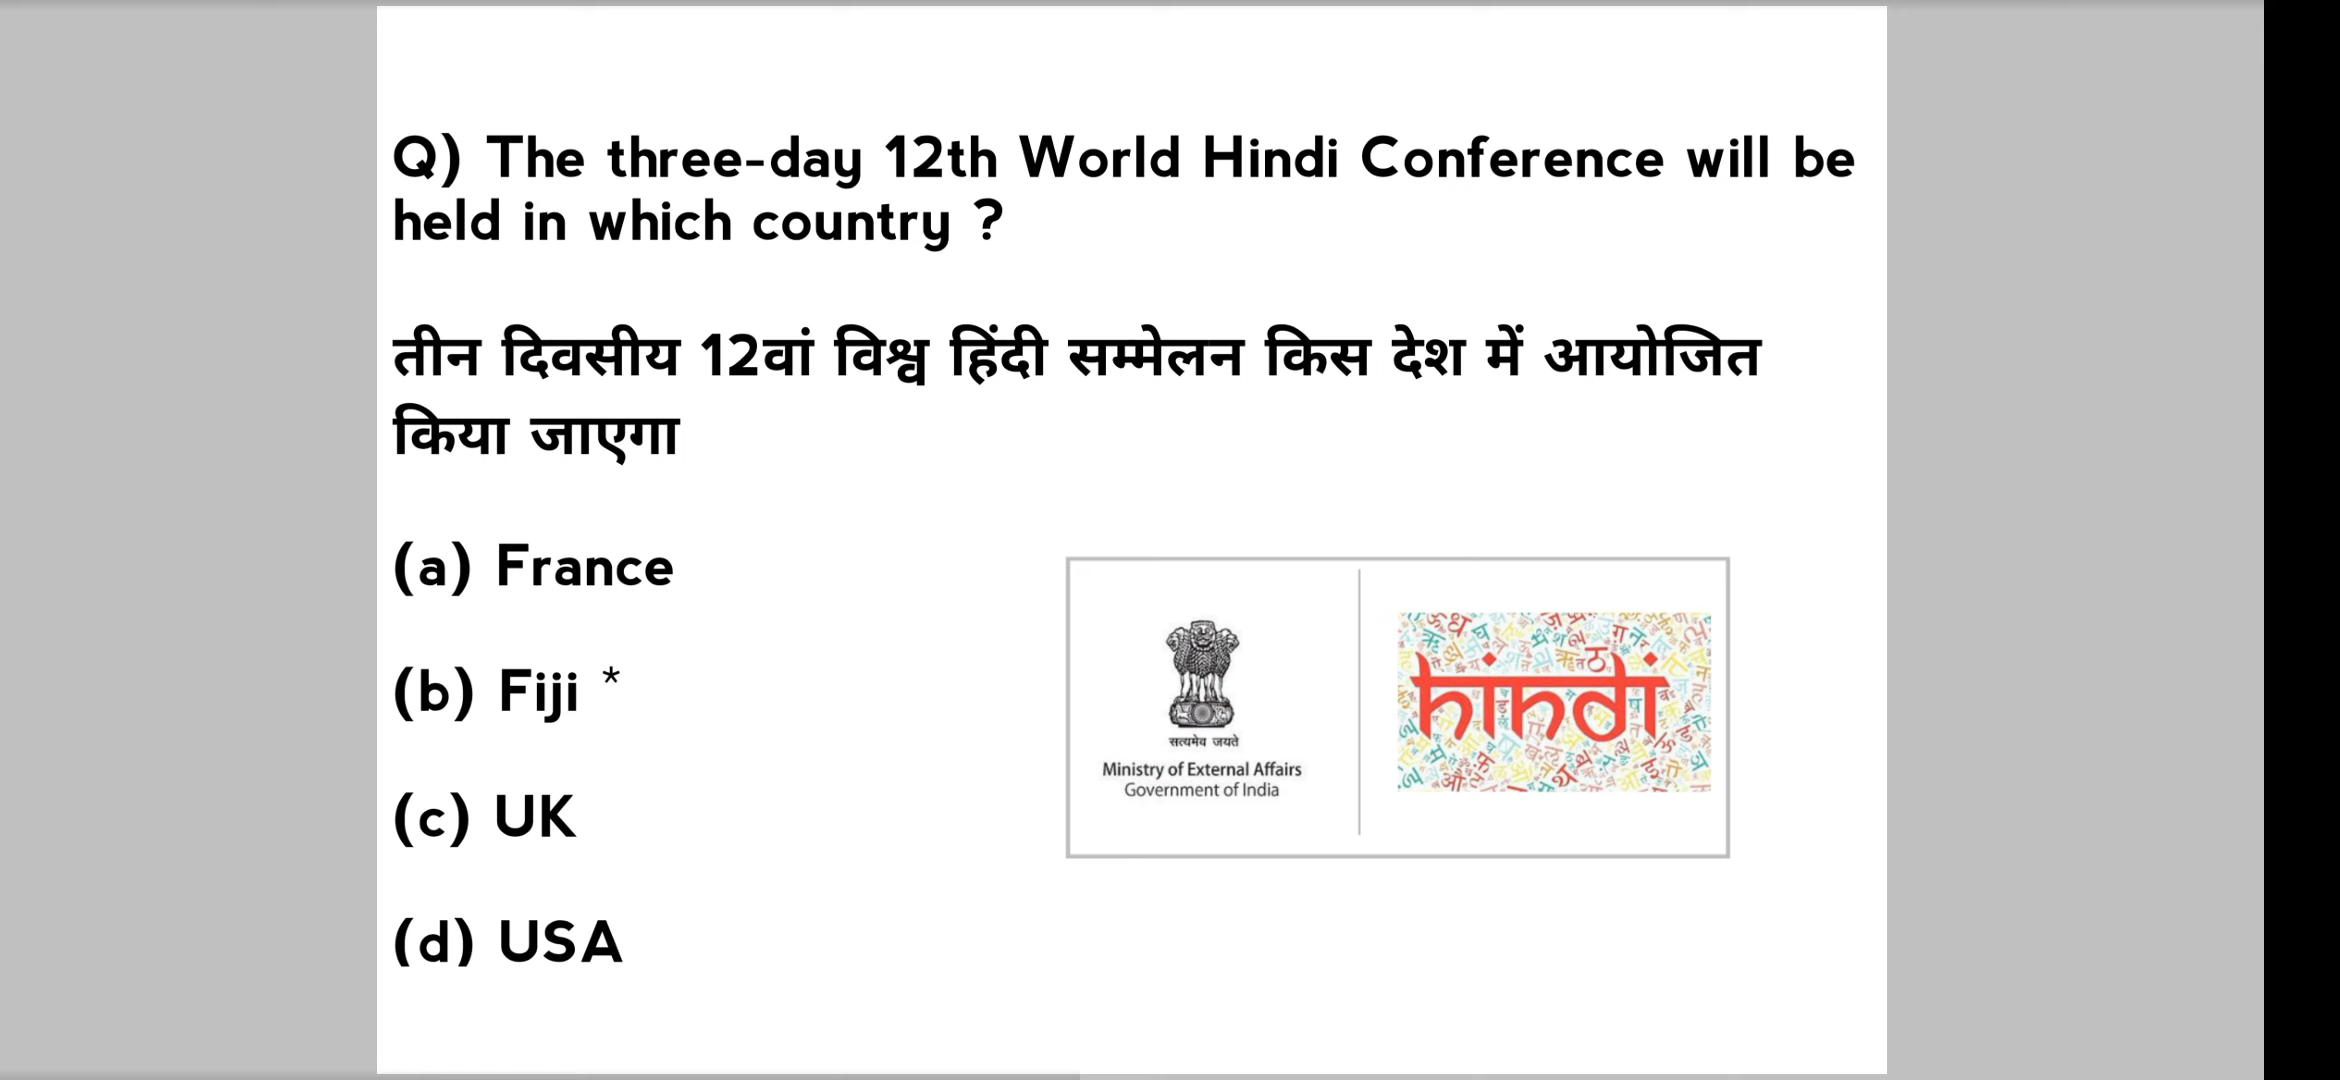 Q) The three-day 12th World Hindi Conference will be
held in which country ?
तीन दिवसीय 12वां विश्व हिंदी सम्मेलन किस देश में आयोजित
किया जाएगा
(a) France
(b) Fiji *
(c) UK
(d) USA
सत्यमेव जयते
Ministry of External Affairs
Government of India
hindi